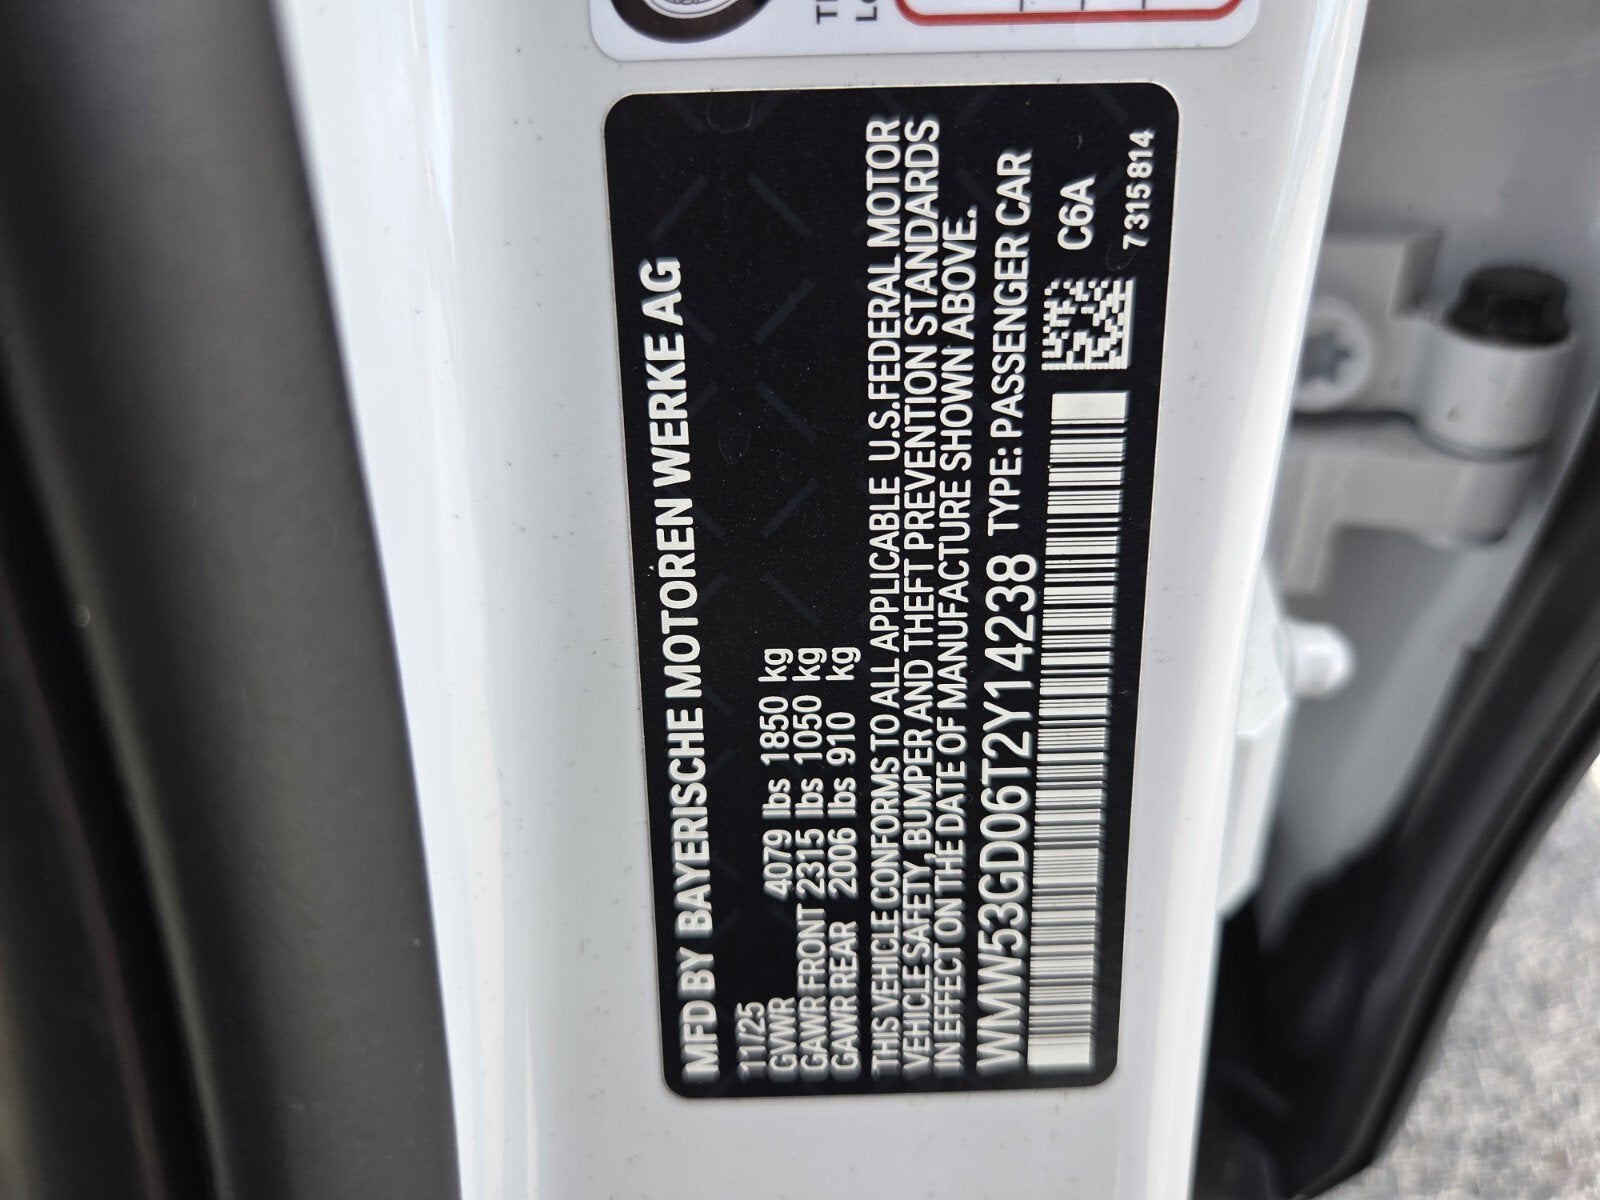 MFD BY BAYERISCHE MOTOREN WERKE AG
11/25
GVWR 4079 lbs 1850 kg
GAWR FRONT 2315 lbs 1050 kg
GAWR REAR 2006 lbs 910 kg
THIS VEHICLE CONFORMS TO ALL APPLICABLE U.S.FEDERAL MOTOR
VEHICLE SAFETY, BUMPER AND THEFT PREVENTION STANDARDS
IN EFFECT ON THE DATE OF MANUFACTURE SHOWN ABOVE.
WMW53GD06T2Y14238 TYPE: PASSENGER CAR
C6A
7315814